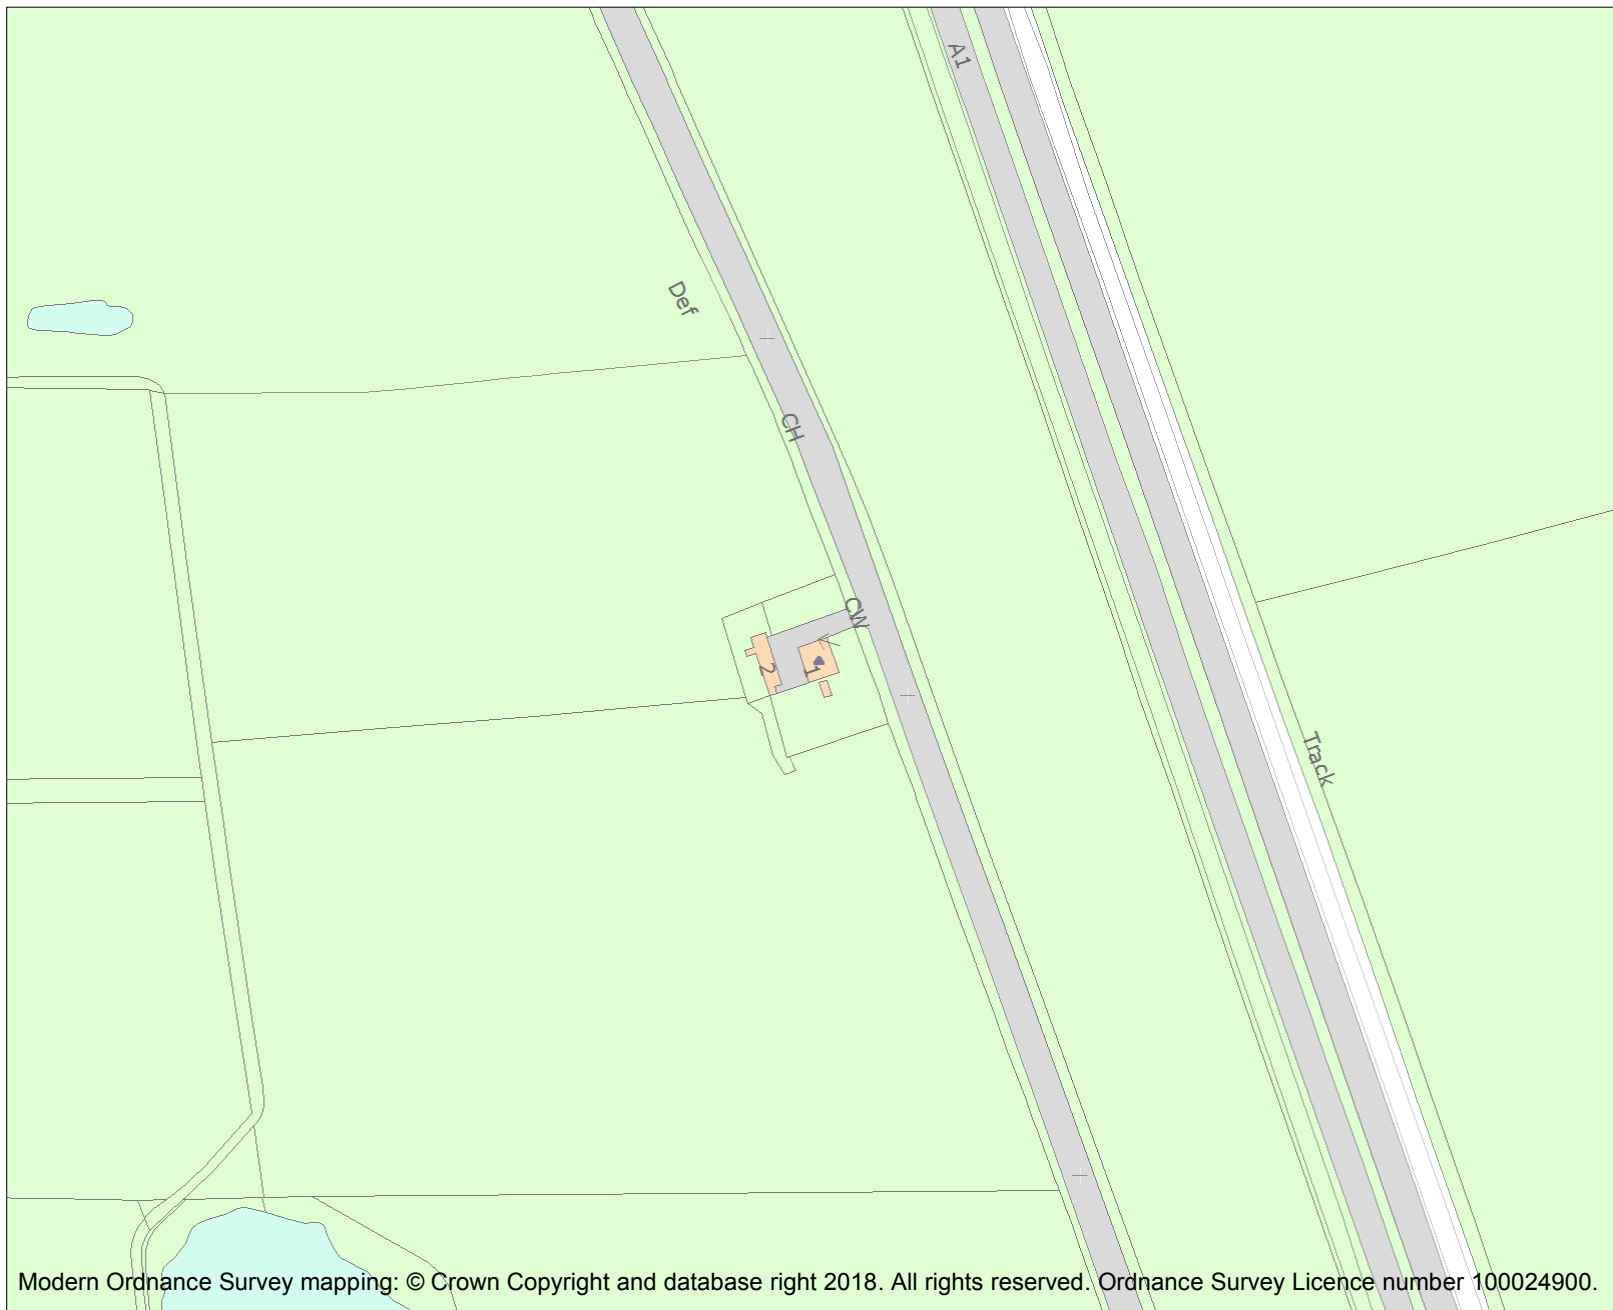 A1
Def
CH
CW
2
1
Track
Modern Ordnance Survey mapping: © Crown Copyright and database right 2018. All rights reserved. Ordnance Survey Licence number 100024900.